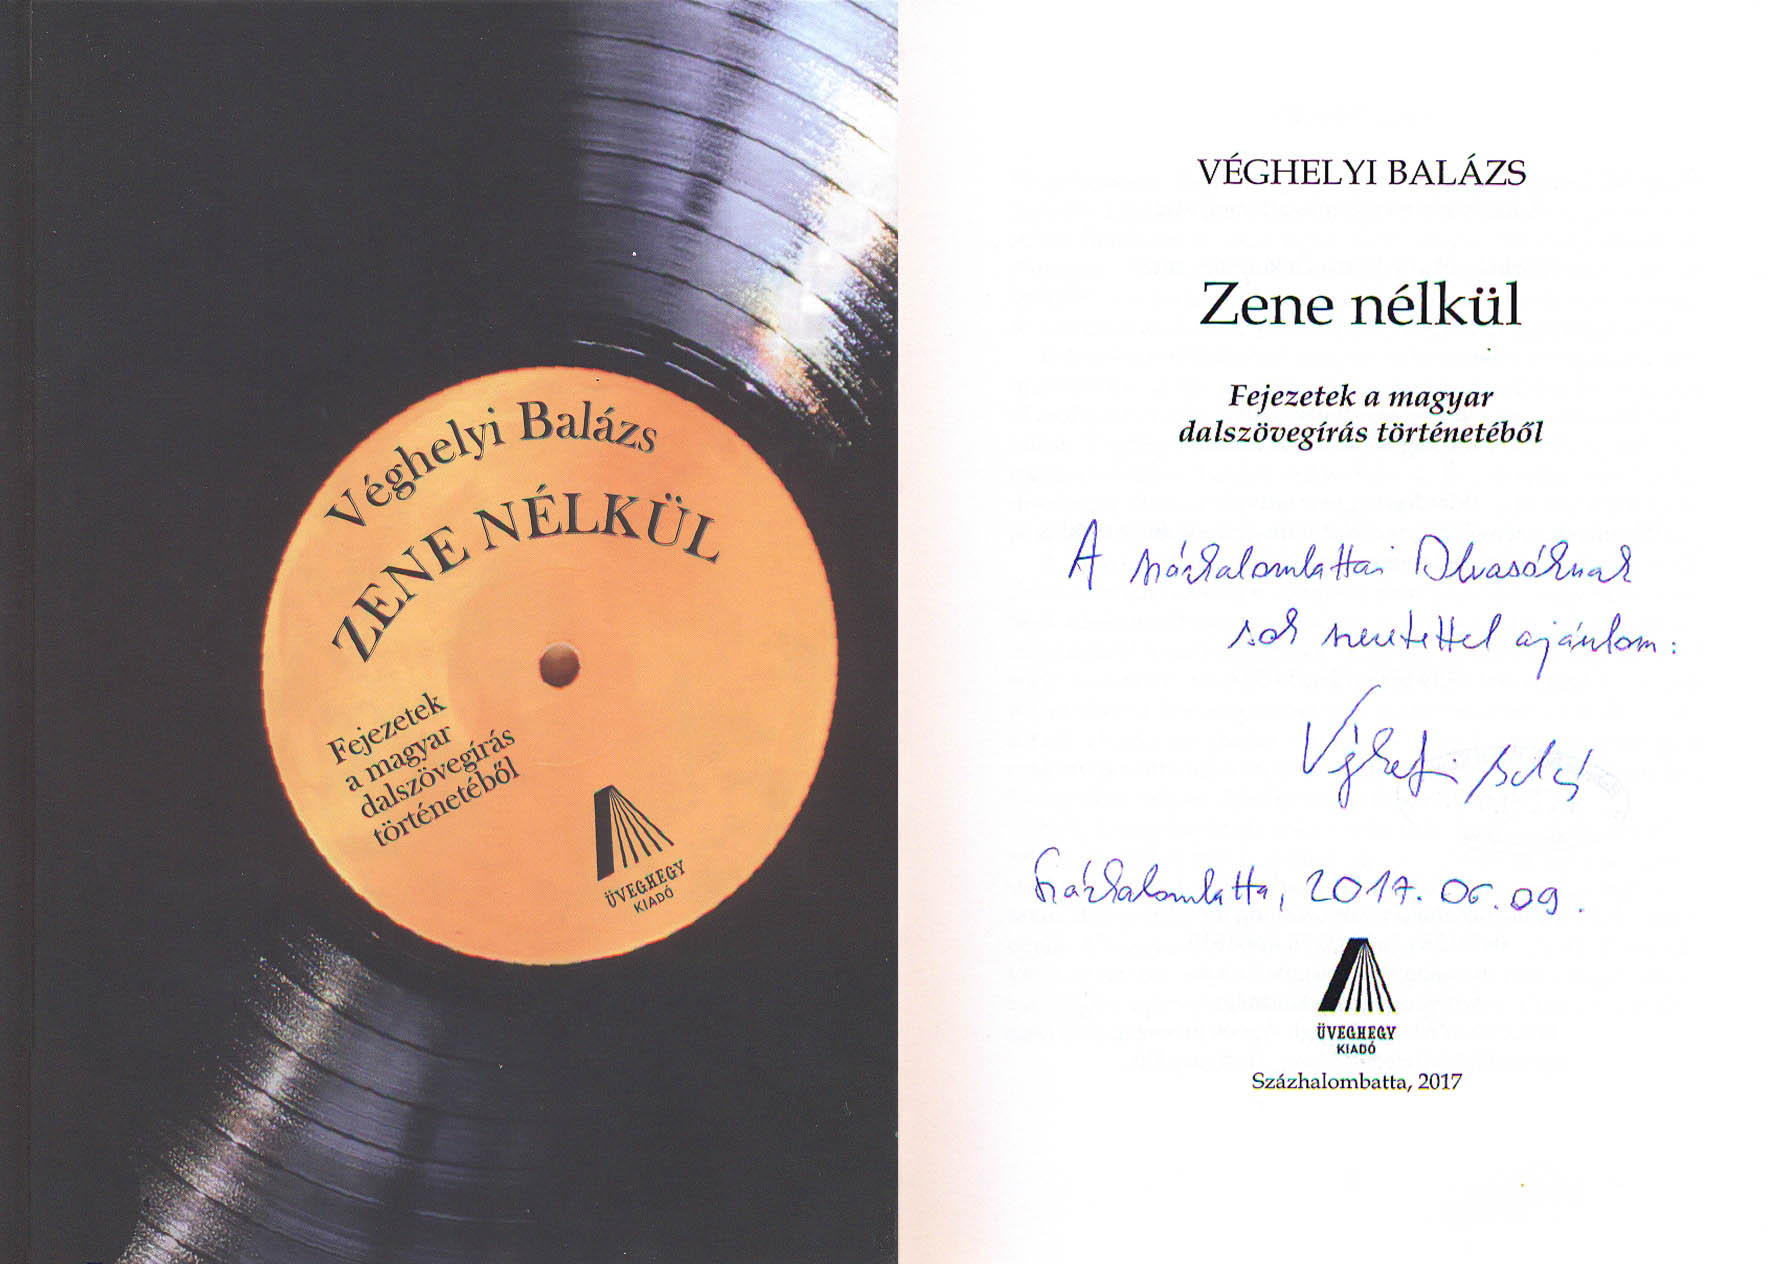 Véghelyi Balázs
ZENE NÉLKÜL
Fejezetek
a magyar
dalszövegírás
történetéből
ÜVEGHEGY
KIADÓ
VÉGHELYI BALÁZS
Zene nélkül
Fejezetek a magyar
dalszövegírás történetéből
A százhalombattai Olvasóknak
sok szeretettel ajánlom:
Véghelyi Balázs
Százhalombatta, 2017. 06. 09.
ÜVEGHEGY
KIADÓ
Százhalombatta, 2017